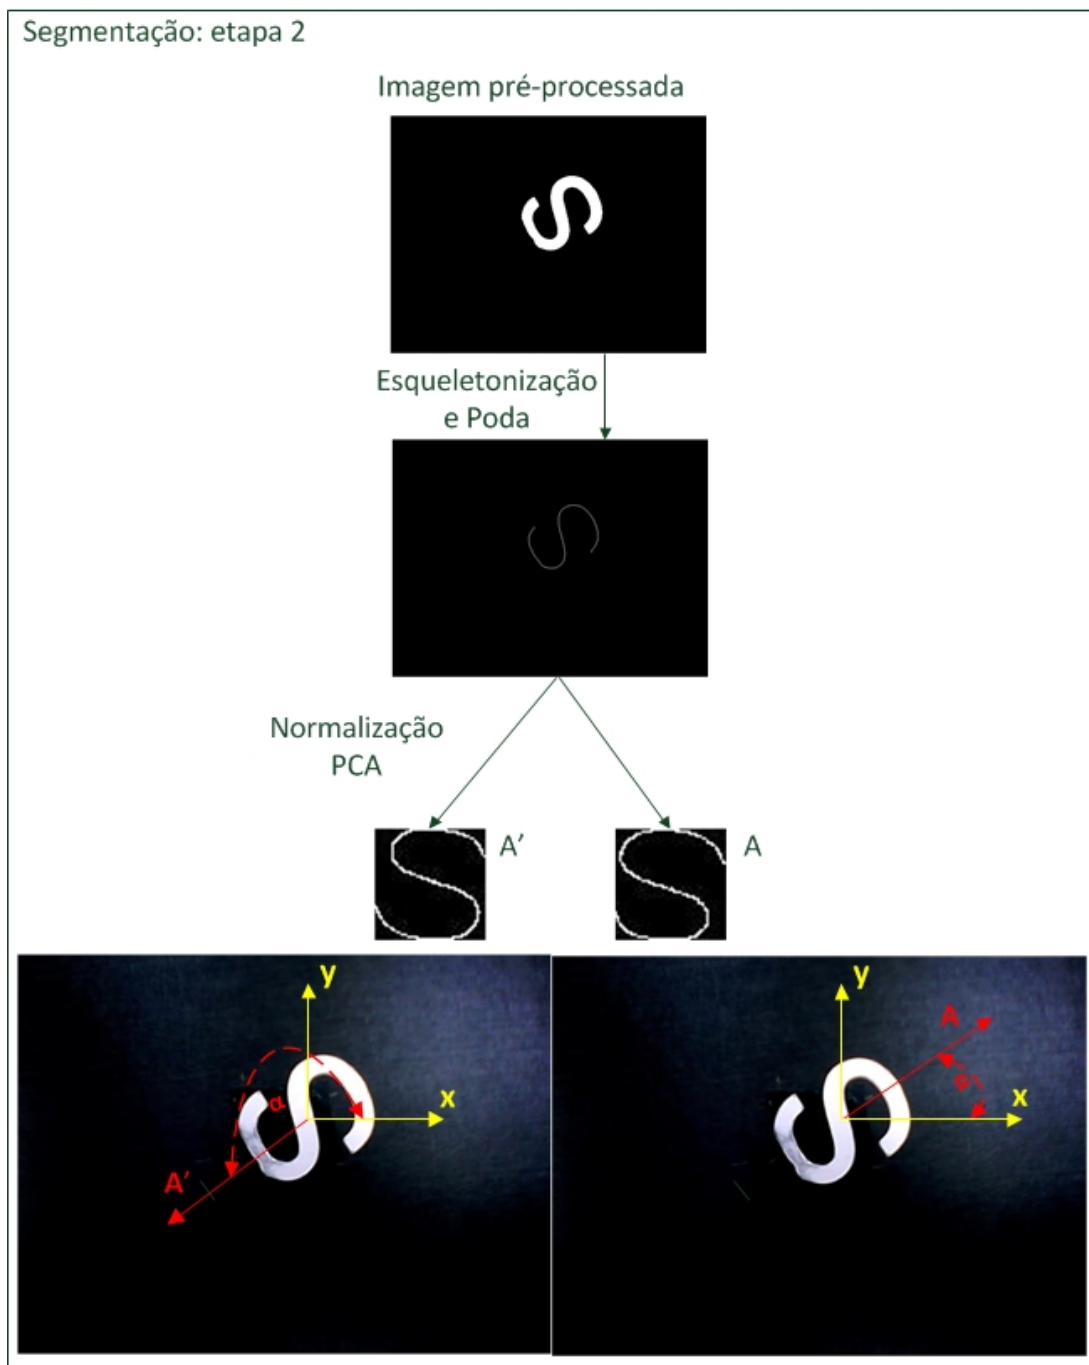 Segmentação: etapa 2
Imagem pré-processada
Esqueletonização
e Poda
Normalização
PCA
A’
A
y
x
α
A’
y
x
A